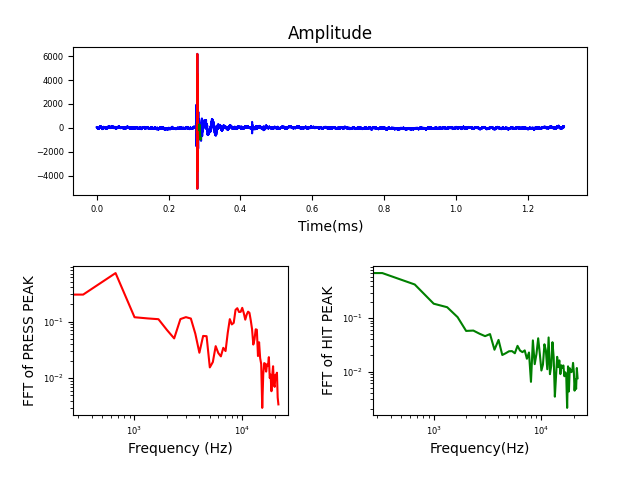 Amplitude
6000
4000
2000
0
−2000
−4000
0.0 0.2 0.4 0.6 0.8 1.0 1.2
Time(ms)
FFT of PRESS PEAK
10⁻¹
10⁻²
10³ 10⁴
Frequency (Hz)
FFT of HIT PEAK
10⁻¹
10⁻²
10³ 10⁴
Frequency(Hz)